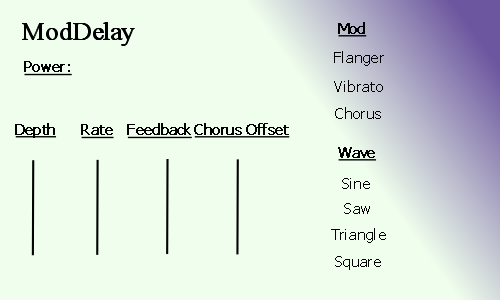 ModDelay
Power:
Depth Rate Feedback Chorus Offset
Mod
Flanger
Vibrato
Chorus
Wave
Sine
Saw
Triangle
Square